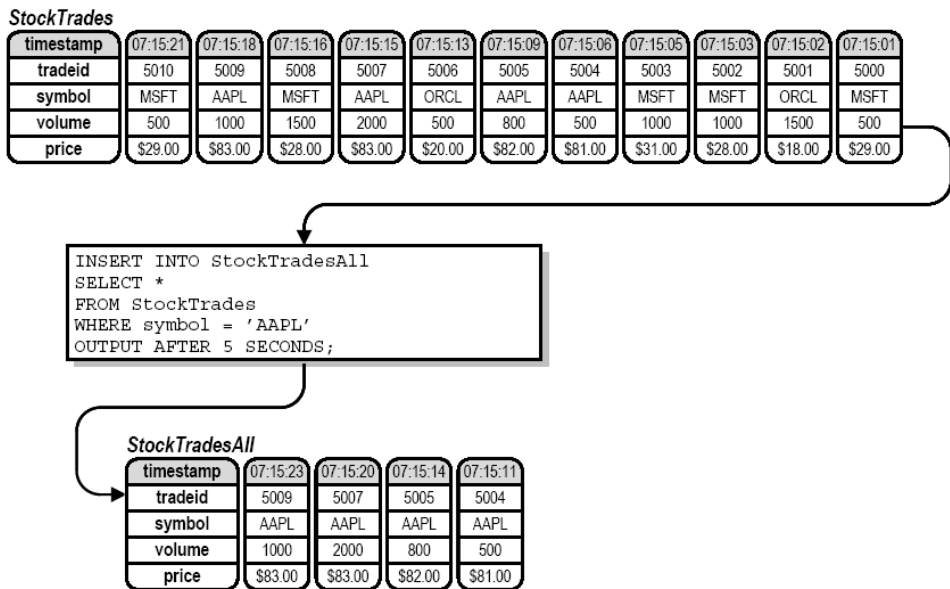 StockTrades
timestamp 07:15:21 07:15:18 07:15:16 07:15:15 07:15:13 07:15:09 07:15:06 07:15:05 07:15:03 07:15:02 07:15:01
tradeid 5010 5009 5008 5007 5006 5005 5004 5003 5002 5001 5000
symbol MSFT AAPL MSFT AAPL ORCL AAPL AAPL MSFT MSFT ORCL MSFT
volume 500 1000 1500 2000 500 800 500 1000 1000 1500 500
price $29.00 $83.00 $28.00 $83.00 $20.00 $82.00 $81.00 $31.00 $28.00 $18.00 $29.00
INSERT INTO StockTradesAll
SELECT *
FROM StockTrades
WHERE symbol = ’AAPL’
OUTPUT AFTER 5 SECONDS;
StockTradesAll
timestamp 07:15:23 07:15:20 07:15:14 07:15:11
tradeid 5009 5007 5005 5004
symbol AAPL AAPL AAPL AAPL
volume 1000 2000 800 500
price $83.00 $83.00 $82.00 $81.00